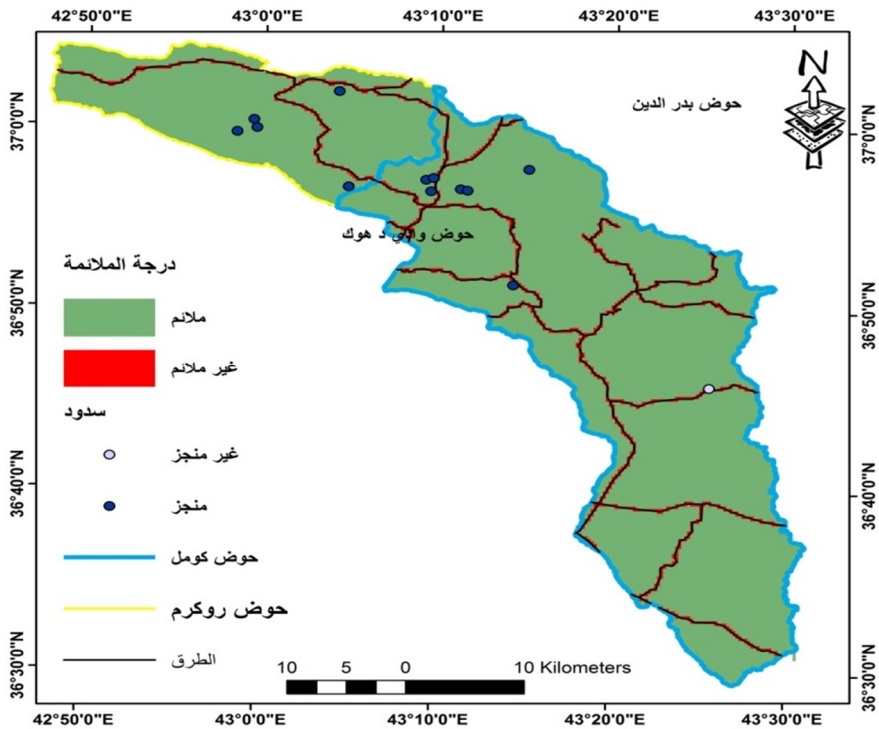 42°50'0"E 43°0'0"E 43°10'0"E 43°20'0"E 43°30'0"E
N
حوض بدر الدين
37°0'0"N 37°0'0"N
حوض وادي د هوك
درجة الملائمة
36°50'0"N 36°50'0"N
ملائم
غير ملائم
سدود
غير منجز
36°40'0"N 36°40'0"N
منجز
حوض كومل
حوض روكرم
الطرق
36°30'0"N 36°30'0"N
10 5 0 10 Kilometers
42°50'0"E 43°0'0"E 43°10'0"E 43°20'0"E 43°30'0"E